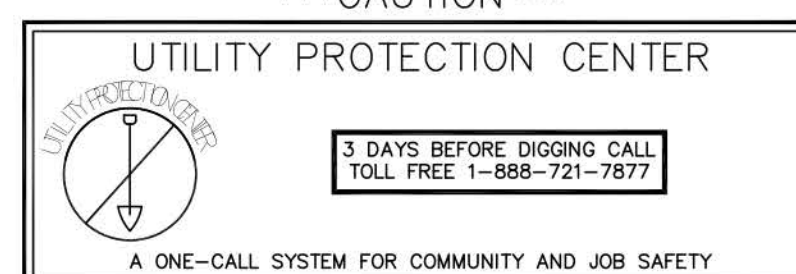 CAUTION
UTILITY PROTECTION CENTER
UTILITY PROTECTION CENTER
3 DAYS BEFORE DIGGING CALL
TOLL FREE 1-888-721-7877
A ONE-CALL SYSTEM FOR COMMUNITY AND JOB SAFETY